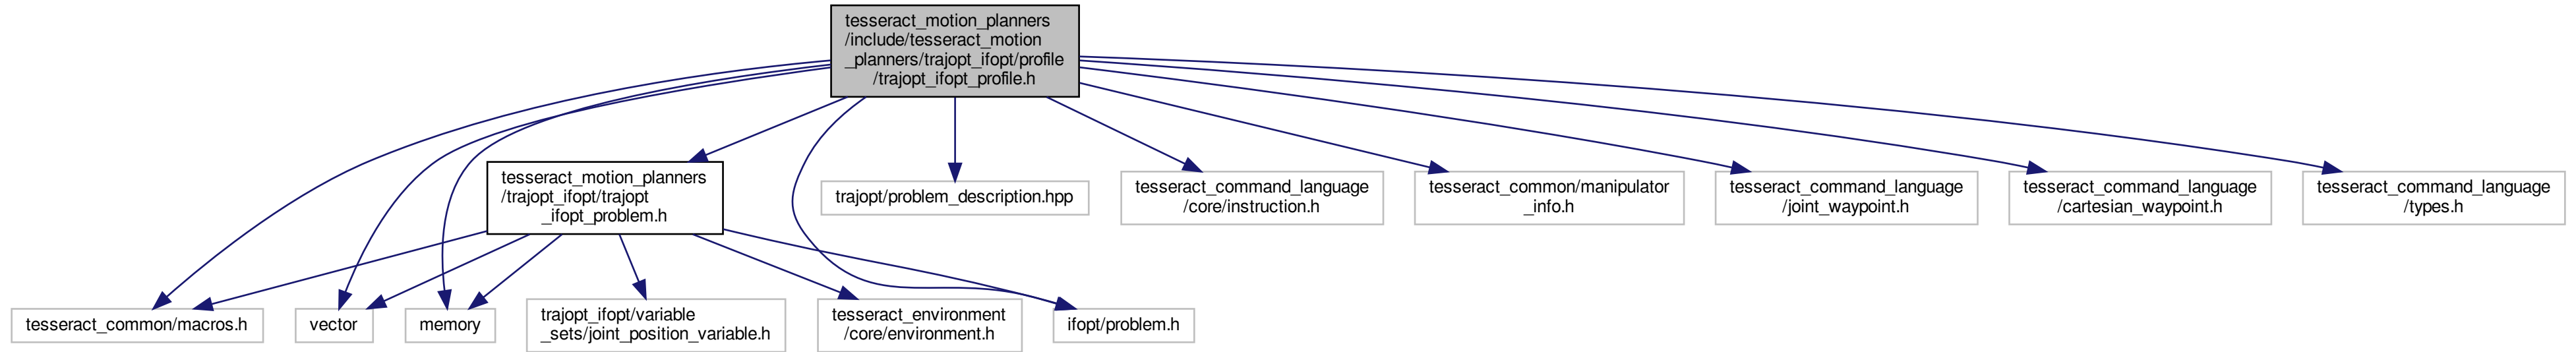 tesseract_motion_planners
/include/tesseract_motion
_planners/trajopt_ifopt/profile
/trajopt_ifopt_profile.h
tesseract_motion_planners
/trajopt_ifopt/trajopt
_ifopt_problem.h
trajopt/problem_description.hpp
tesseract_command_language
/core/instruction.h
tesseract_common/manipulator
_info.h
tesseract_command_language
/joint_waypoint.h
tesseract_command_language
/cartesian_waypoint.h
tesseract_command_language
/types.h
tesseract_common/macros.h
vector
memory
trajopt_ifopt/variable
_sets/joint_position_variable.h
tesseract_environment
/core/environment.h
ifopt/problem.h